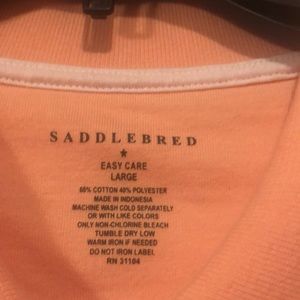 SADDLEBRED
EASY CARE
LARGE
60% COTTON 40% POLYESTER
MADE IN INDONESIA
MACHINE WASH COLD SEPARATELY
OR WITH LIKE COLORS
ONLY NON-CHLORINE BLEACH
TUMBLE DRY LOW
WARM IRON IF NEEDED
DO NOT IRON LABEL
RN 31104